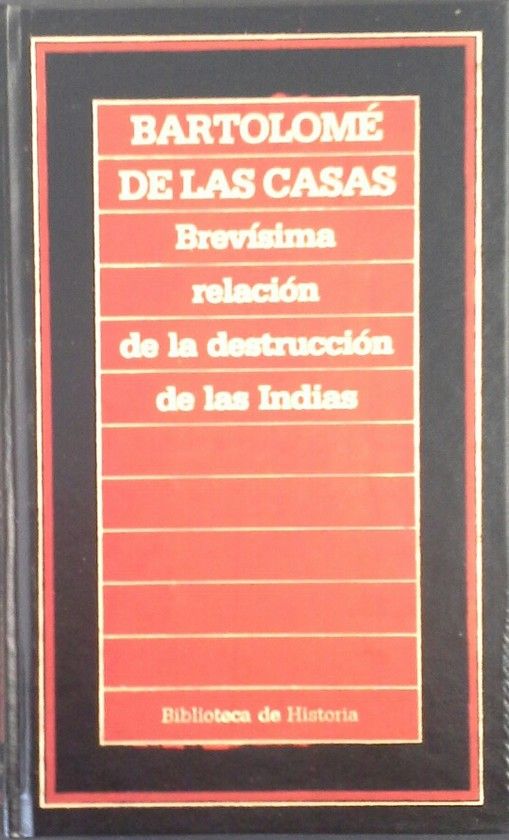 BARTOLOMÉ
DE LAS CASAS
Brevísima
relación
de la destrucción
de las Indias
Biblioteca de Historia